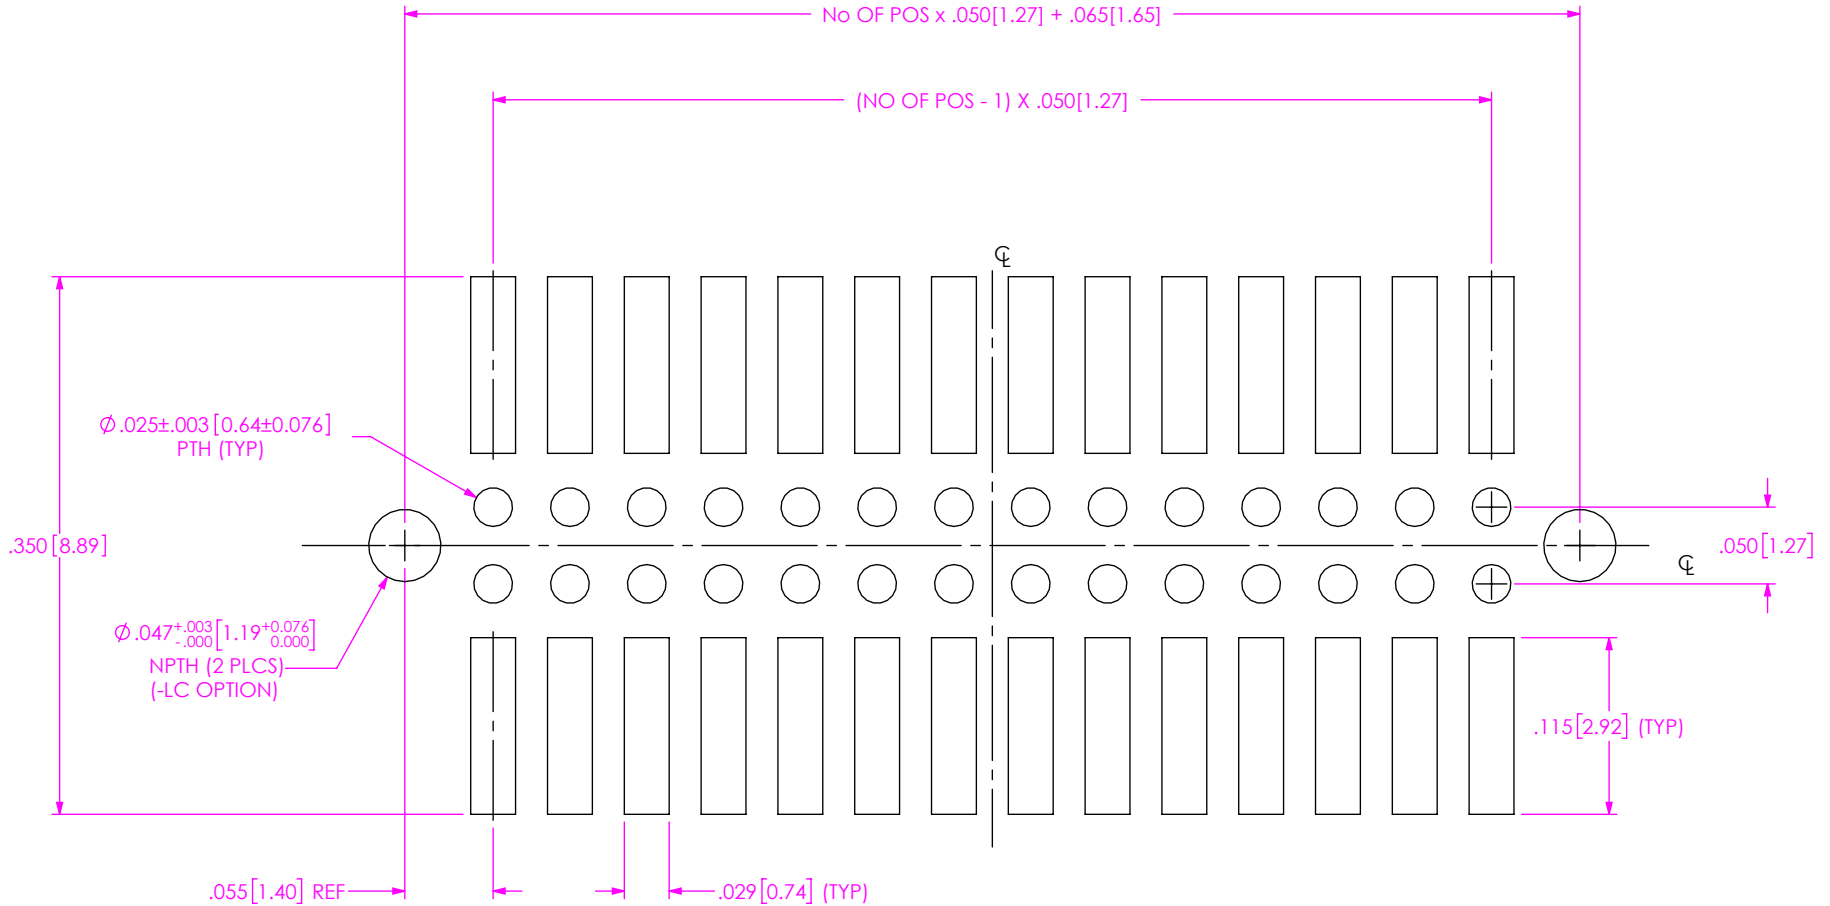 No OF POS x .050[1.27] + .065[1.65]
(NO OF POS - 1) X .050[1.27]
℄
Ø.025±.003[0.64±0.076]
PTH (TYP)
.350[8.89]
.050[1.27]
℄
Ø.047+.003 -.000[1.19+0.076 0.000]
NPTH (2 PLCS)
(-LC OPTION)
.115[2.92] (TYP)
.055[1.40] REF
.029[0.74] (TYP)